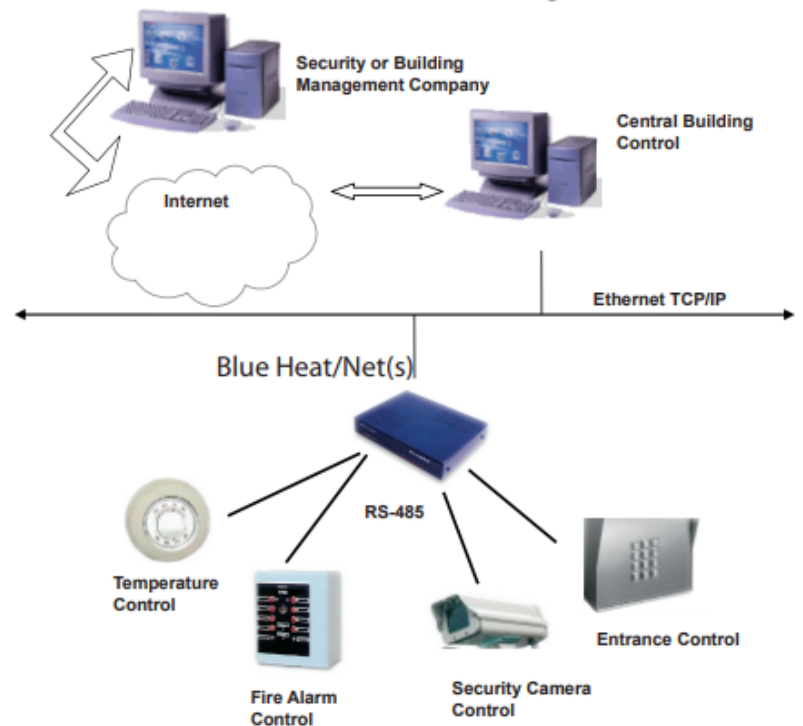 Security or Building
Management Company
Central Building
Control
Internet
Ethernet TCP/IP
Blue Heat/Net(s)
RS-485
Temperature
Control
Fire Alarm
Control
Security Camera
Control
Entrance Control